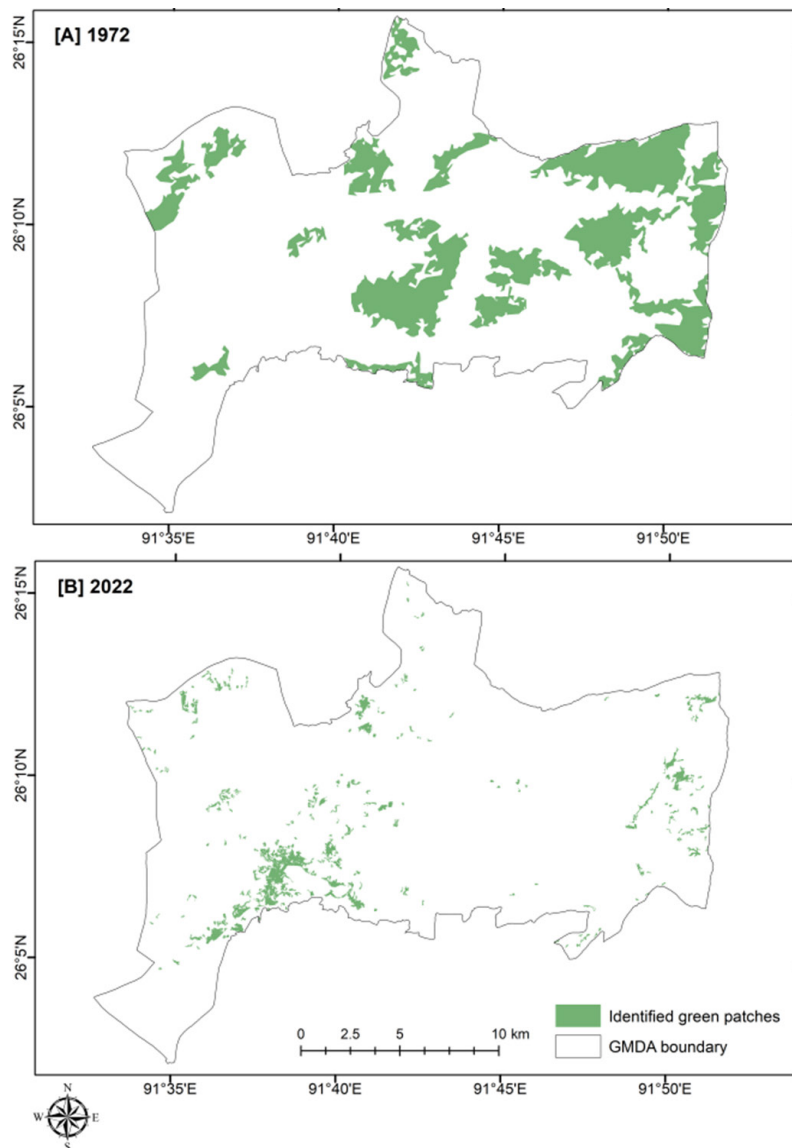 [A] 1972
26°15'N
26°10'N
26°5'N
91°35'E 91°40'E 91°45'E 91°50'E
[B] 2022
26°15'N
26°10'N
26°5'N
0 2.5 5 10 km
Identified green patches
GMDA boundary
91°35'E 91°40'E 91°45'E 91°50'E
N
W E
S